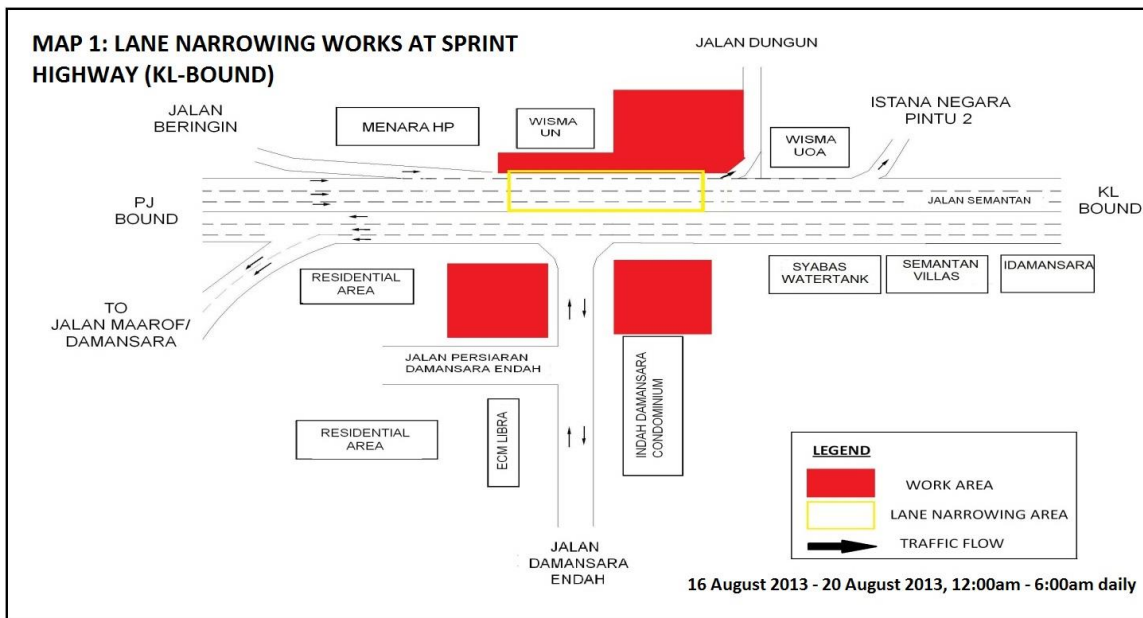 MAP 1: LANE NARROWING WORKS AT SPRINT
HIGHWAY (KL-BOUND)
JALAN DUNGUN
JALAN
BERINGIN
MENARA HP
WISMA
UN
WISMA
UOA
ISTANA NEGARA
PINTU 2
PJ
BOUND
JALAN SEMANTAN
KL
BOUND
RESIDENTIAL
AREA
SYABAS
WATERTANK
SEMANTAN
VILLAS
IDAMANSARA
TO
JALAN MAAROF/
DAMANSARA
JALAN PERSIARAN
DAMANSARA ENDAH
RESIDENTIAL
AREA
ECM LIBRA
INDAH DAMANSARA
CONDOMINIUM
JALAN
DAMANSARA
ENDAH
LEGEND
WORK AREA
LANE NARROWING AREA
TRAFFIC FLOW
16 August 2013 - 20 August 2013, 12:00am - 6:00am daily